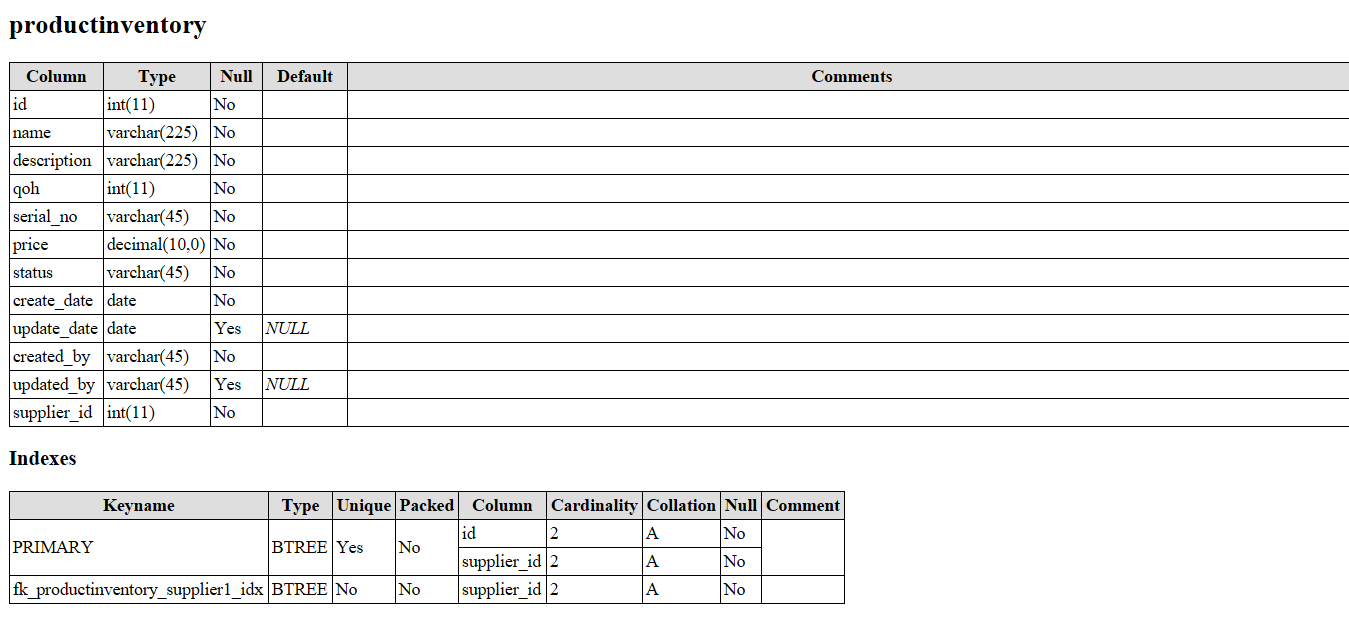 productinventory
Column Type Null Default Comments
id int(11) No
name varchar(225) No
description varchar(225) No
qoh int(11) No
serial_no varchar(45) No
price decimal(10,0) No
status varchar(45) No
create_date date No
update_date date Yes NULL
created_by varchar(45) No
updated_by varchar(45) Yes NULL
supplier_id int(11) No
Indexes
Keyname Type Unique Packed Column Cardinality Collation Null Comment
PRIMARY BTREE Yes No id 2 A No
supplier_id 2 A No
fk_productinventory_supplier1_idx BTREE No No supplier_id 2 A No